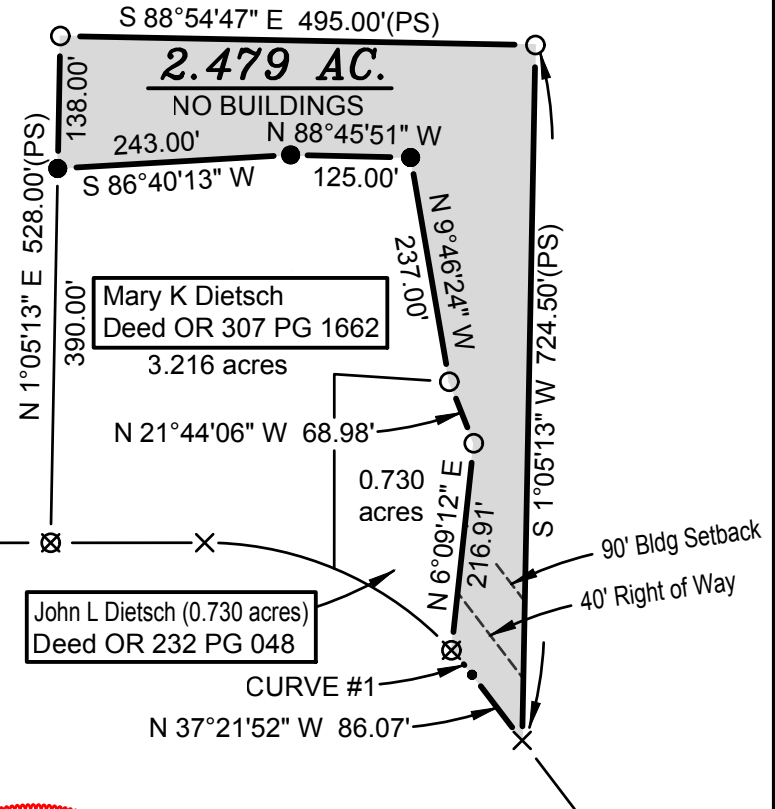 S 88°54'47" E 495.00'(PS)
2.479 AC.
NO BUILDINGS
138.00'
243.00'
N 88°45'51" W
S 86°40'13" W
125.00'
N 1°05'13" E 528.00'(PS)
390.00'
N 9°46'24" W
237.00'
Mary K Dietsch
Deed OR 307 PG 1662
3.216 acres
S 1°05'13" W 724.50'(PS)
N 21°44'06" W 68.98'
0.730
acres
N 6°09'12" E
216.91'
90' Bldg Setback
40' Right of Way
John L Dietsch (0.730 acres)
Deed OR 232 PG 048
CURVE #1
N 37°21'52" W 86.07'